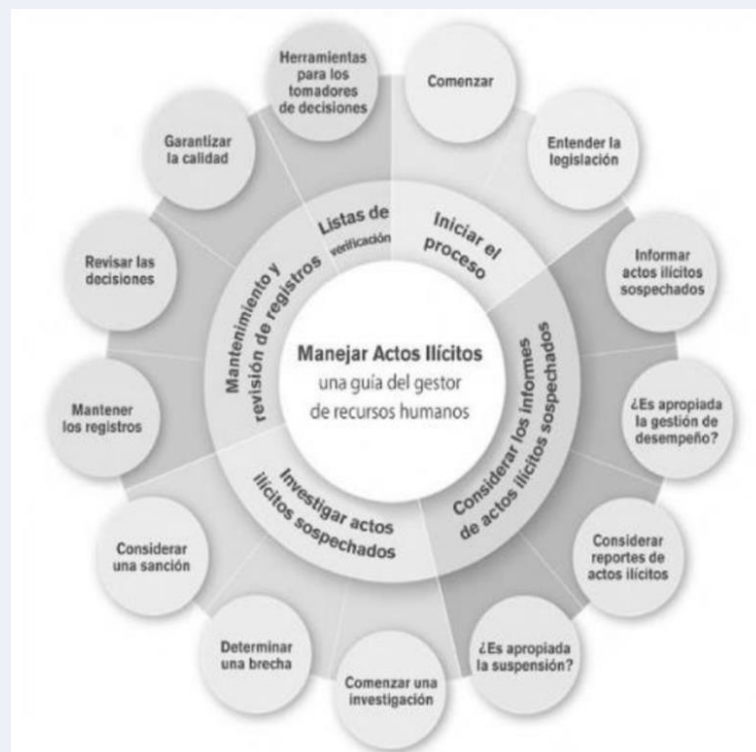 Herramientas
para los
tomadores
de decisiones
Comenzar
Entender la
legislación
Informar
actos ilícitos
sospechados
¿Es apropiada
la gestión de
desempeño?
Considerar
reportes de
actos ilícitos
¿Es apropiada
la suspensión?
Comenzar una
investigación
Determinar
una brecha
Considerar
una sanción
Mantener
los registros
Revisar las
decisiones
Garantizar
la calidad
Listas de
verificación
Iniciar el
proceso
Considerar los informes
de actos ilícitos sospechados
Investigar actos
ilícitos sospechados
Mantenimiento y
revisión de registros
Manejar Actos Ilícitos
una guía del gestor
de recursos humanos